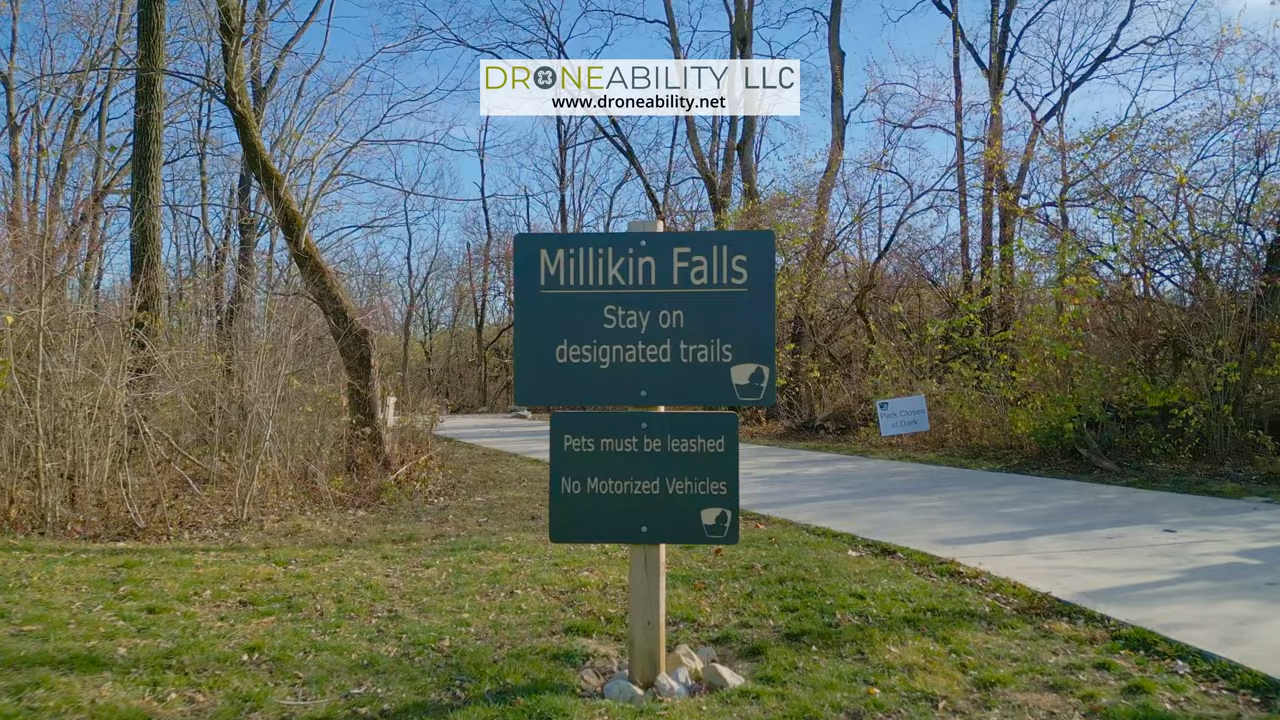 DRONEABILITY LLC
www.droneability.net
Millikin Falls
Stay on
designated trails
Pets must be leashed
No Motorized Vehicles
Park Closes
at Dark